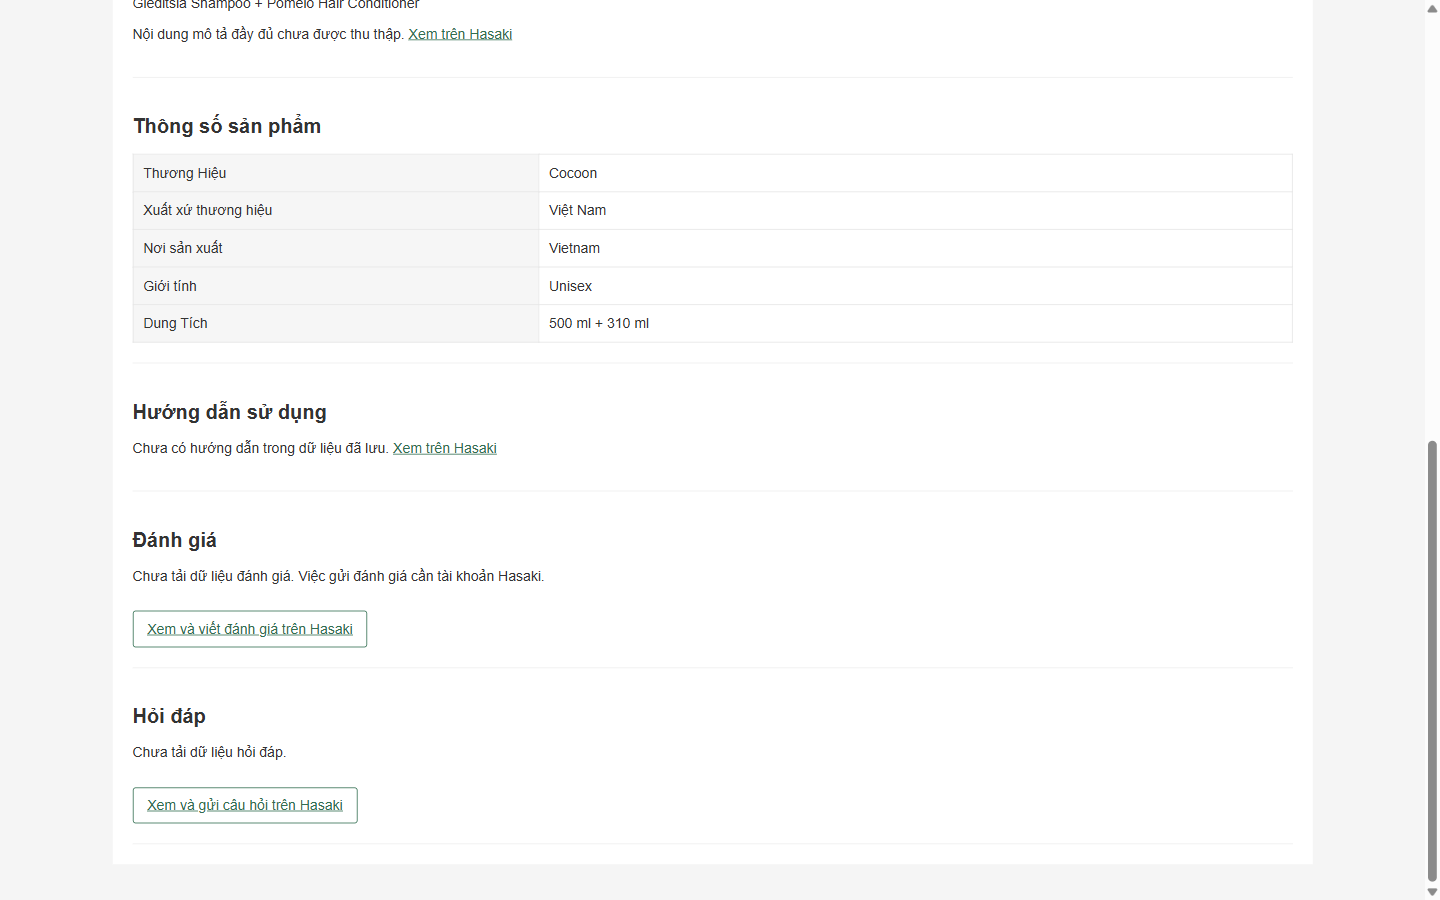 Gleditsia Shampoo + Pomelo Hair Conditioner
Nội dung mô tả đầy đủ chưa được thu thập. Xem trên Hasaki
Thông số sản phẩm
Thương Hiệu Cocoon
Xuất xứ thương hiệu Việt Nam
Nơi sản xuất Vietnam
Giới tính Unisex
Dung Tích 500 ml + 310 ml
Hướng dẫn sử dụng
Chưa có hướng dẫn trong dữ liệu đã lưu. Xem trên Hasaki
Đánh giá
Chưa tải dữ liệu đánh giá. Việc gửi đánh giá cần tài khoản Hasaki.
Xem và viết đánh giá trên Hasaki
Hỏi đáp
Chưa tải dữ liệu hỏi đáp.
Xem và gửi câu hỏi trên Hasaki